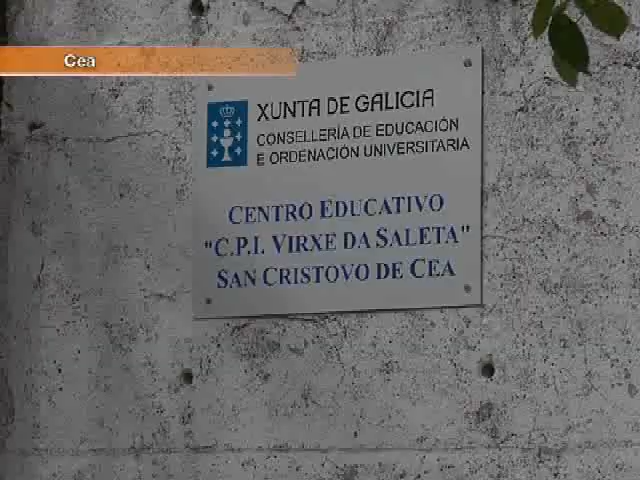 Cea
XUNTA DE GALICIA
CONSELLERÍA DE EDUCACIÓN
E ORDENACIÓN UNIVERSITARIA
CENTRO EDUCATIVO
"C.P.I. VIRXE DA SALETA"
SAN CRISTOVO DE CEA